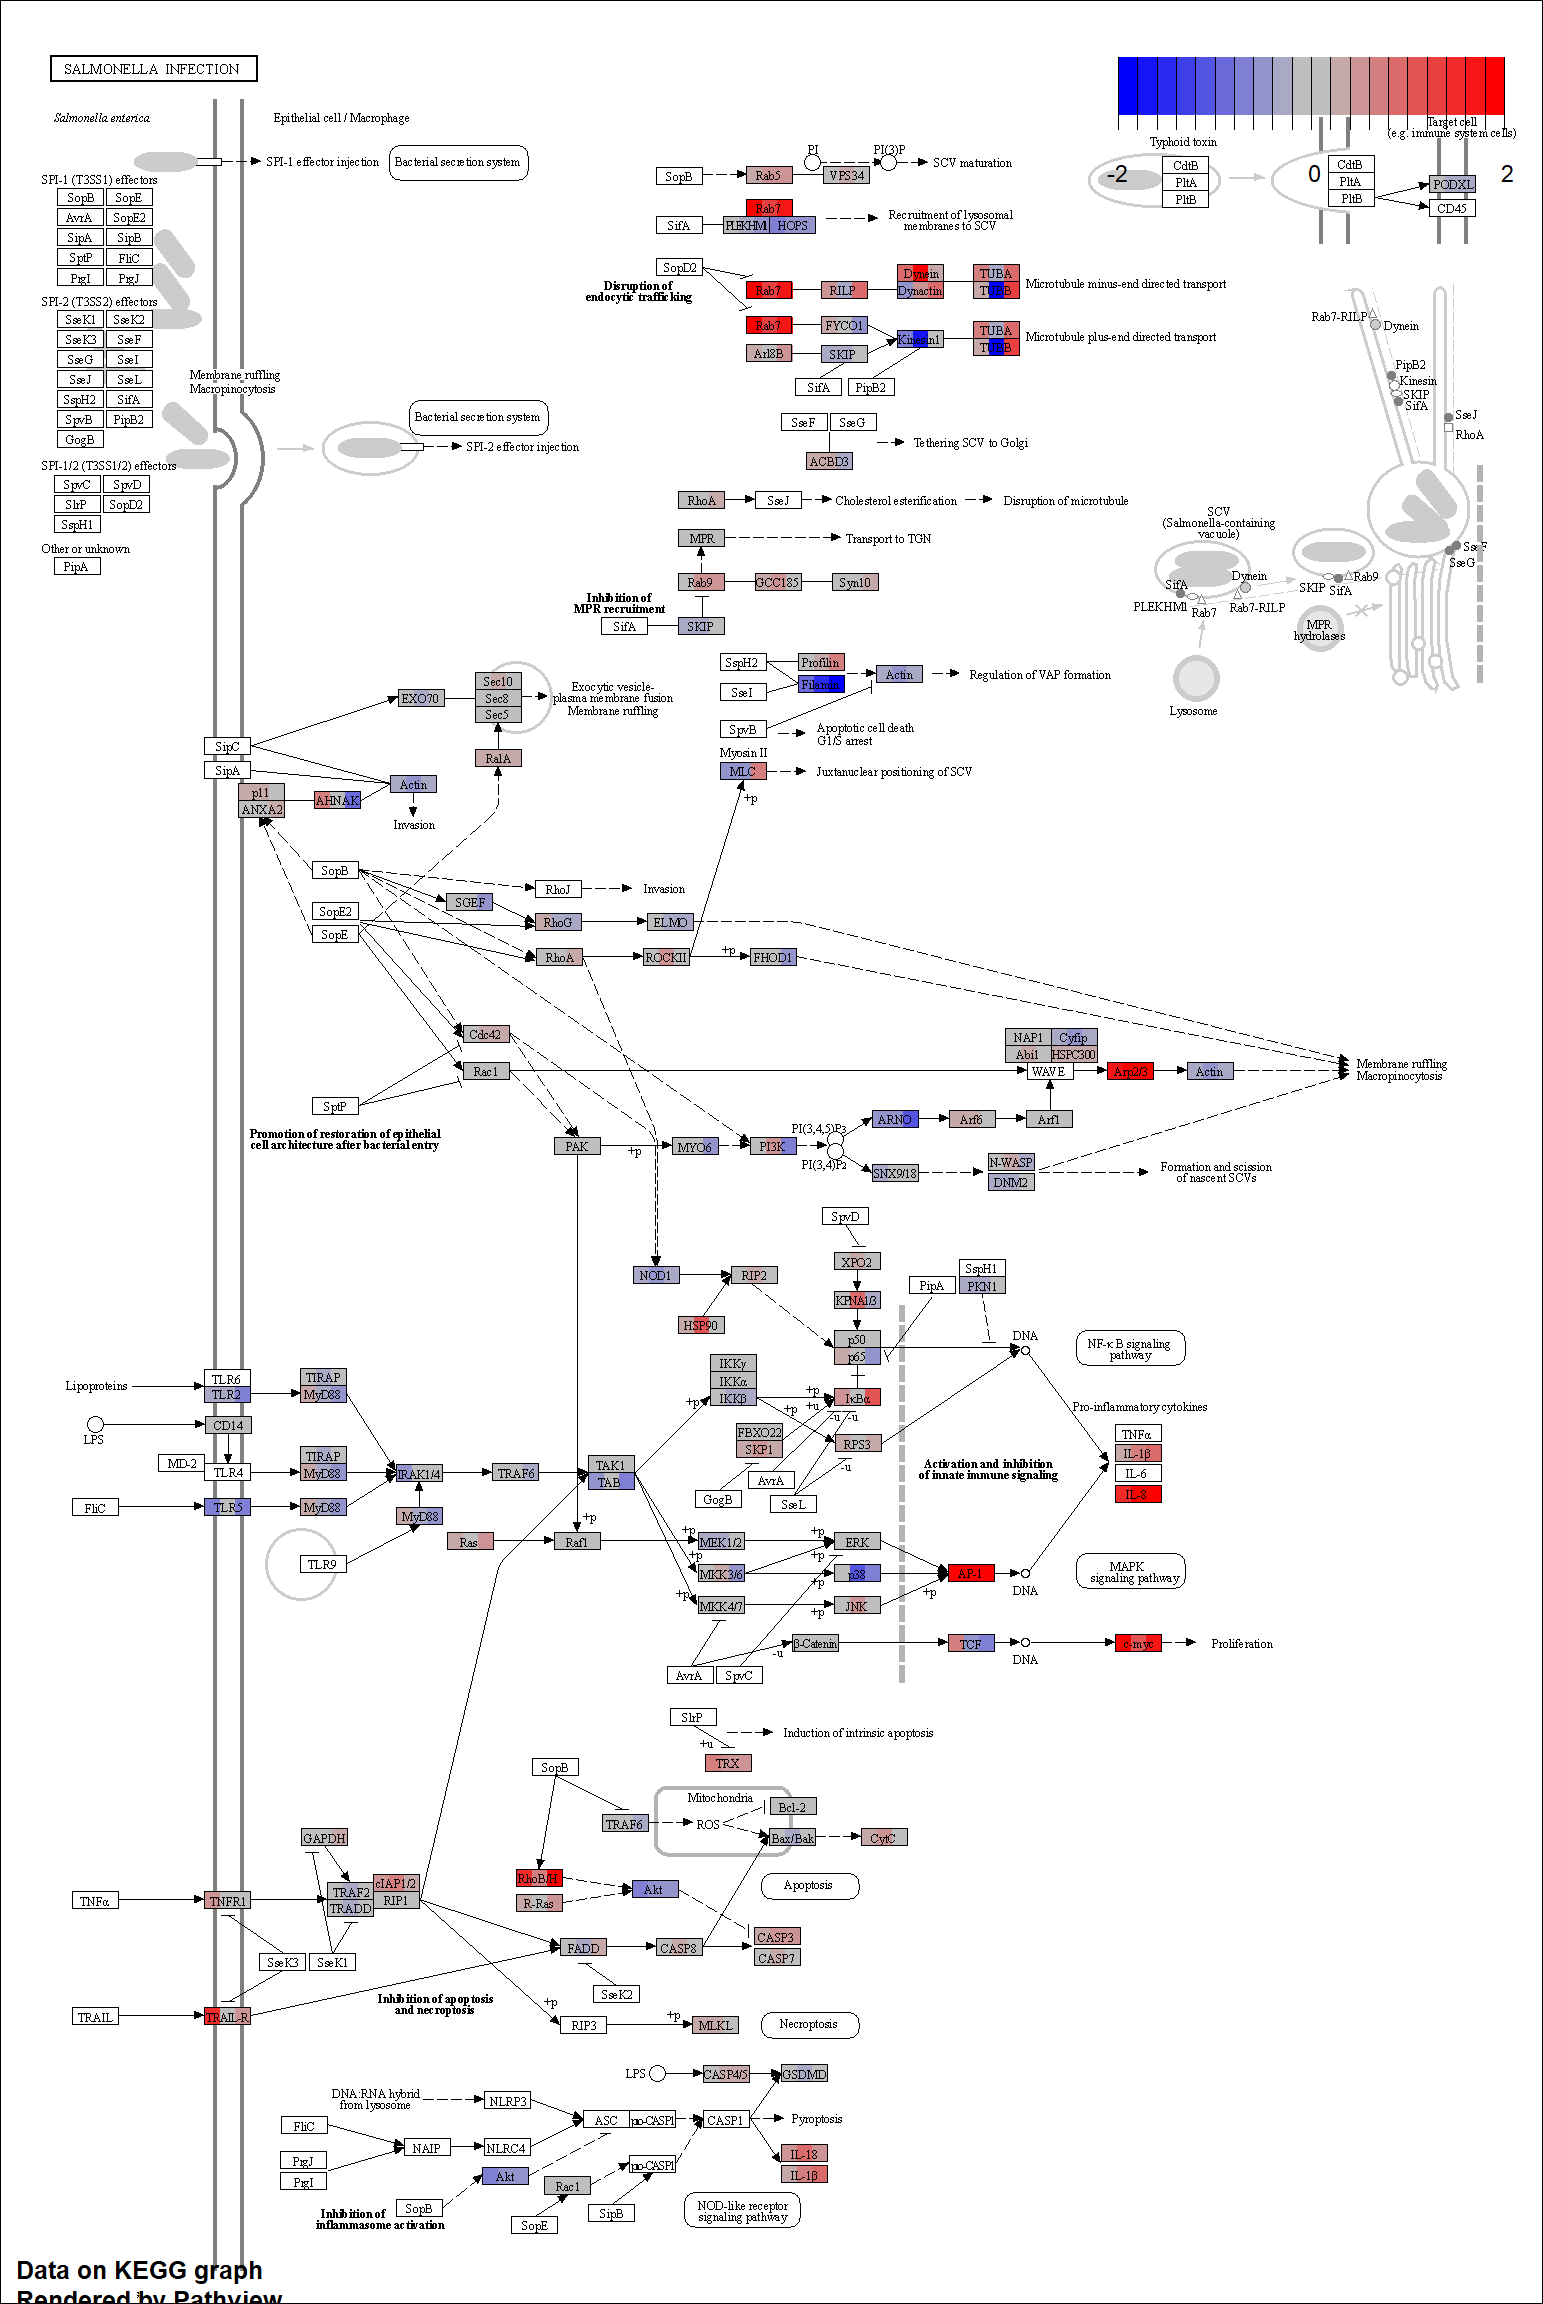 SALMONELLA INFECTION
Salmonella enterica
Epithelial cell / Macrophage
SPI-1 effector injection
Bacterial secretion system
SPI-1 (T3SS1) effectors
SopB SopE
AvrA SopE2
SipA SipB
SptP FliC
PrgI PrgJ
SPI-2 (T3SS2) effectors
SseK1 SseK2
SseK3 SseF
SseG SseI
SseJ SseL
SspH2 SifA
SpvB PipB2
GogB
SPI-1/2 (T3SS1/2) effectors
SpvC SpvD
SlrP SopD2
SspH1
Other or unknown
PipA
Membrane ruffling
Macropinocytosis
Bacterial secretion system
SPI-2 effector injection
-2 0 2
Typhoid toxin
CdtB
PltA
PltB
CdtB
PltA
PltB
Target cell
(e.g. immune system cells)
PODXL
CD45
SopB Rab5 PI VPS34 PI(3)P SCV maturation
Rab7
SifA PLEKHM1 HOPS
Recruitment of lysosomal
membranes to SCV
SopD2
Disruption of
endocytic trafficking
Rab7 RILP Dynein
Dynactin
TUBA
TUBB
Microtubule minus-end directed transport
Rab7 FYCO1
Arl8B SKIP Kinesin1
TUBA
TUBB
Microtubule plus-end directed transport
SifA PipB2
SseF SseG
Tethering SCV to Golgi
ACBD3
RhoA SseJ Cholesterol esterification Disruption of microtubule
MPR Transport to TGN
Rab9 GCC185 Syn10
Inhibition of
MPR recruitment
SifA SKIP
Rab7-RILP
Dynein
PipB2
Kinesin
SKIP
SifA
SseJ
RhoA
SCV
(Salmonella-containing
vacuole)
SseF
SseG
SifA
Dynein
PLEKHM1
Rab7
Rab7-RILP
SKIP SifA
Rab9
MPR
hydrolases
Lysosome
SspH2 Profilin
SseI Filamin
Actin Regulation of VAP formation
SpvB Apoptotic cell death
G1/S arrest
Myosin II
MLC Juxtanuclear positioning of SCV
+p
EXO70
Sec10
Sec8
Sec5
Exocytic vesicle-
plasma membrane fusion
Membrane ruffling
RalA
SipC
SipA
p11
ANXA2
AHNAK
Actin
Invasion
SopB
SopE2
SopE
RhoJ Invasion
SGEF
RhoG ELMO
RhoA ROCKII +p FHOD1
Cdc42
Rac1
SptP
Promotion of restoration of epithelial
cell architecture after bacterial entry
NAP1 Cyfip
Abi1 HSPC300
WAVE Arp2/3 Actin
Membrane ruffling
Macropinocytosis
PAK +p MYO6 PI3K
PI(3,4,5)P3
PI(3,4)P2
ARNO Arf6 Arf1
SNX9/18 N-WASP
DNM2
Formation and scission
of nascent SCVs
SpvD
XPO2
KPNA1/3
NOD1 RIP2
HSP90
p50
p65
PipA
SspH1
PKN1
DNA
NF-κB signaling
pathway
Lipoproteins
TLR6
TLR2
TIRAP
MyD88
LPS
CD14
MD-2 TLR4
TIRAP
MyD88
FliC TLR5 MyD88
TLR9
MyD88
IRAK1/4 TRAF6
TAK1
TAB
IKKγ
IKKα
IKKβ
+p +p +u +p
IκBα
-u -u
FBXO22
SKP1
RPS3
-u
AvrA
GogB SseL
Activation and inhibition
of innate immune signaling
Pro-inflammatory cytokines
TNFα
IL-1β
IL-6
IL-8
Ras Raf1 +p
+p MEK1/2 +p ERK
+p MKK3/6 +p +p p38
+p MKK4/7 +p JNK
AP-1 +p DNA
MAPK
signaling pathway
AvrA SpvC
-u β-Catenin TCF DNA c-myc Proliferation
SlrP
+u
TRX
Induction of intrinsic apoptosis
SopB
TRAF6
Mitochondria
ROS
Bcl-2
Bax/Bak CytC
RhoB/H
R-Ras
Akt
Apoptosis
GAPDH
TNFα TNFR1
TRAF2
TRADD
cIAP1/2
RIP1
SseK3 SseK1
FADD CASP8
CASP3
CASP7
SseK2
TRAIL TRAIL-R
Inhibition of apoptosis
and necroptosis
+p RIP3 +p MLKL
Necroptosis
LPS CASP4/5 GSDMD
DNA:RNA hybrid
from lysosome
NLRP3
ASC pro-CASP1 CASP1 Pyroptosis
FliC
NAIP NLRC4
PrgJ
PrgI
Akt
SopB
Inhibition of
inflammasome activation
Rac1
pro-CASP1
SopE SipB
IL-18
IL-1β
NOD-like receptor
signaling pathway
Data on KEGG graph
Rendered by Pathview